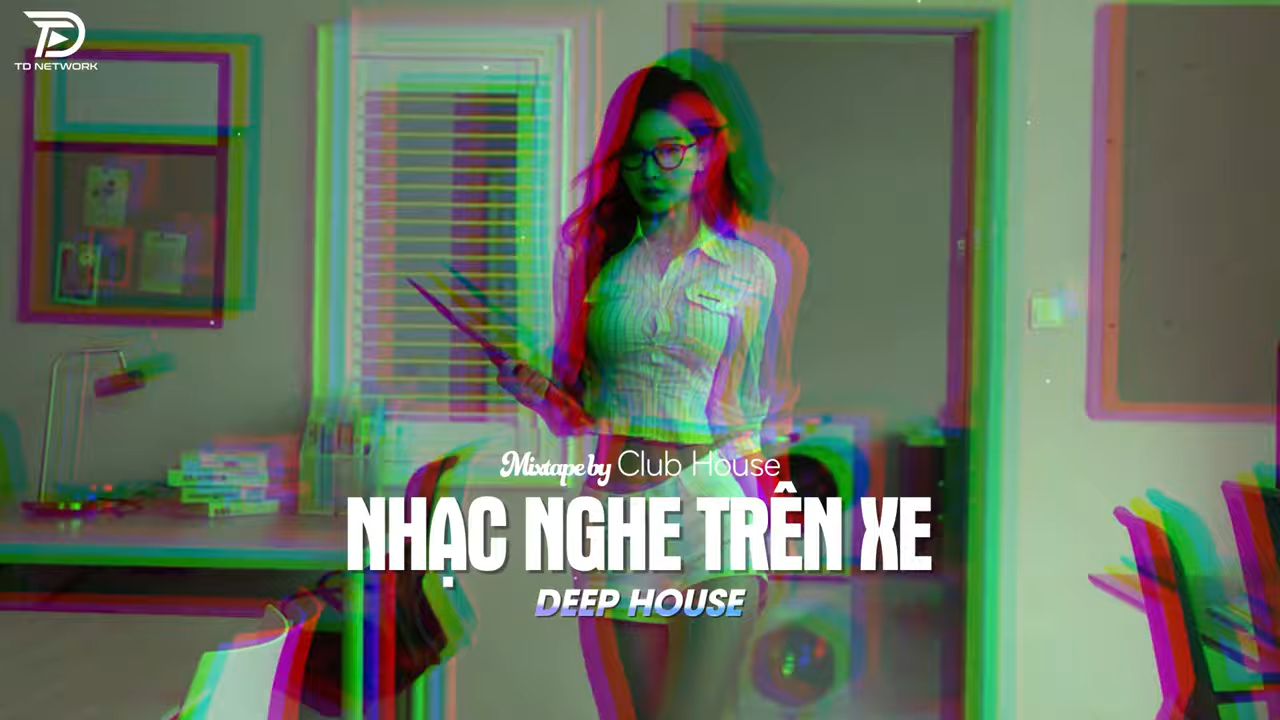 TD NETWORK
Mixtape by Club House
NHẠC NGHE TRÊN XE
DEEP HOUSE